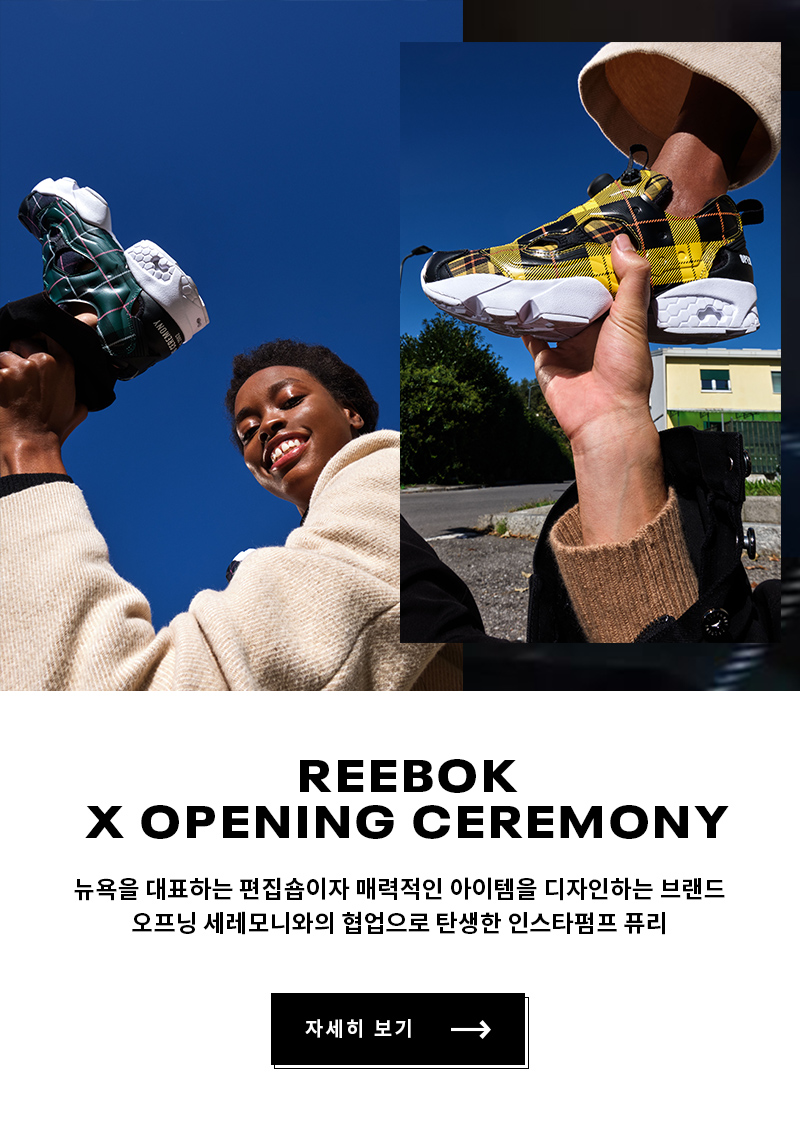 CEREMONY
REEBOK
X OPENING CEREMONY
뉴욕을 대표하는 편집숍이자 매력적인 아이템을 디자인하는 브랜드
오프닝 세레모니와의 협업으로 탄생한 인스타펌프 퓨리
자세히 보기